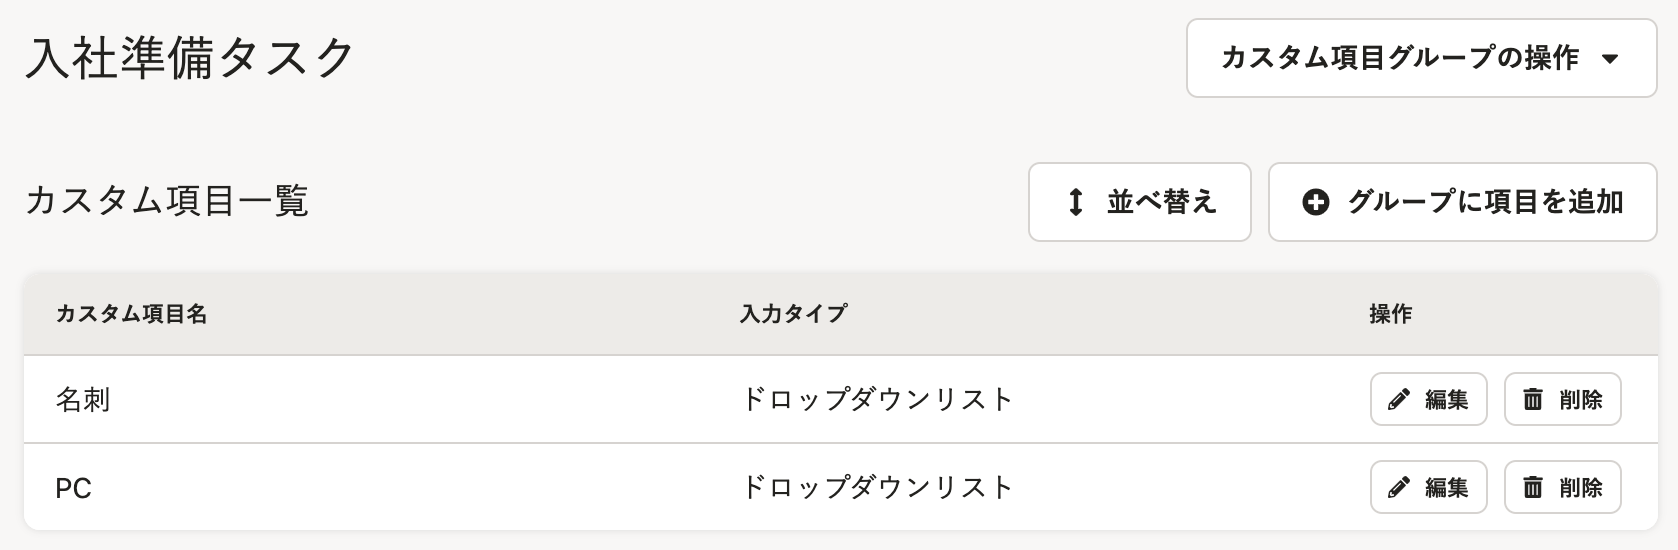 入社準備タスク
カスタム項目グループの操作
カスタム項目一覧
並べ替え
グループに項目を追加
カスタム項目名 入力タイプ 操作
名刺 ドロップダウンリスト 編集 削除
PC ドロップダウンリスト 編集 削除